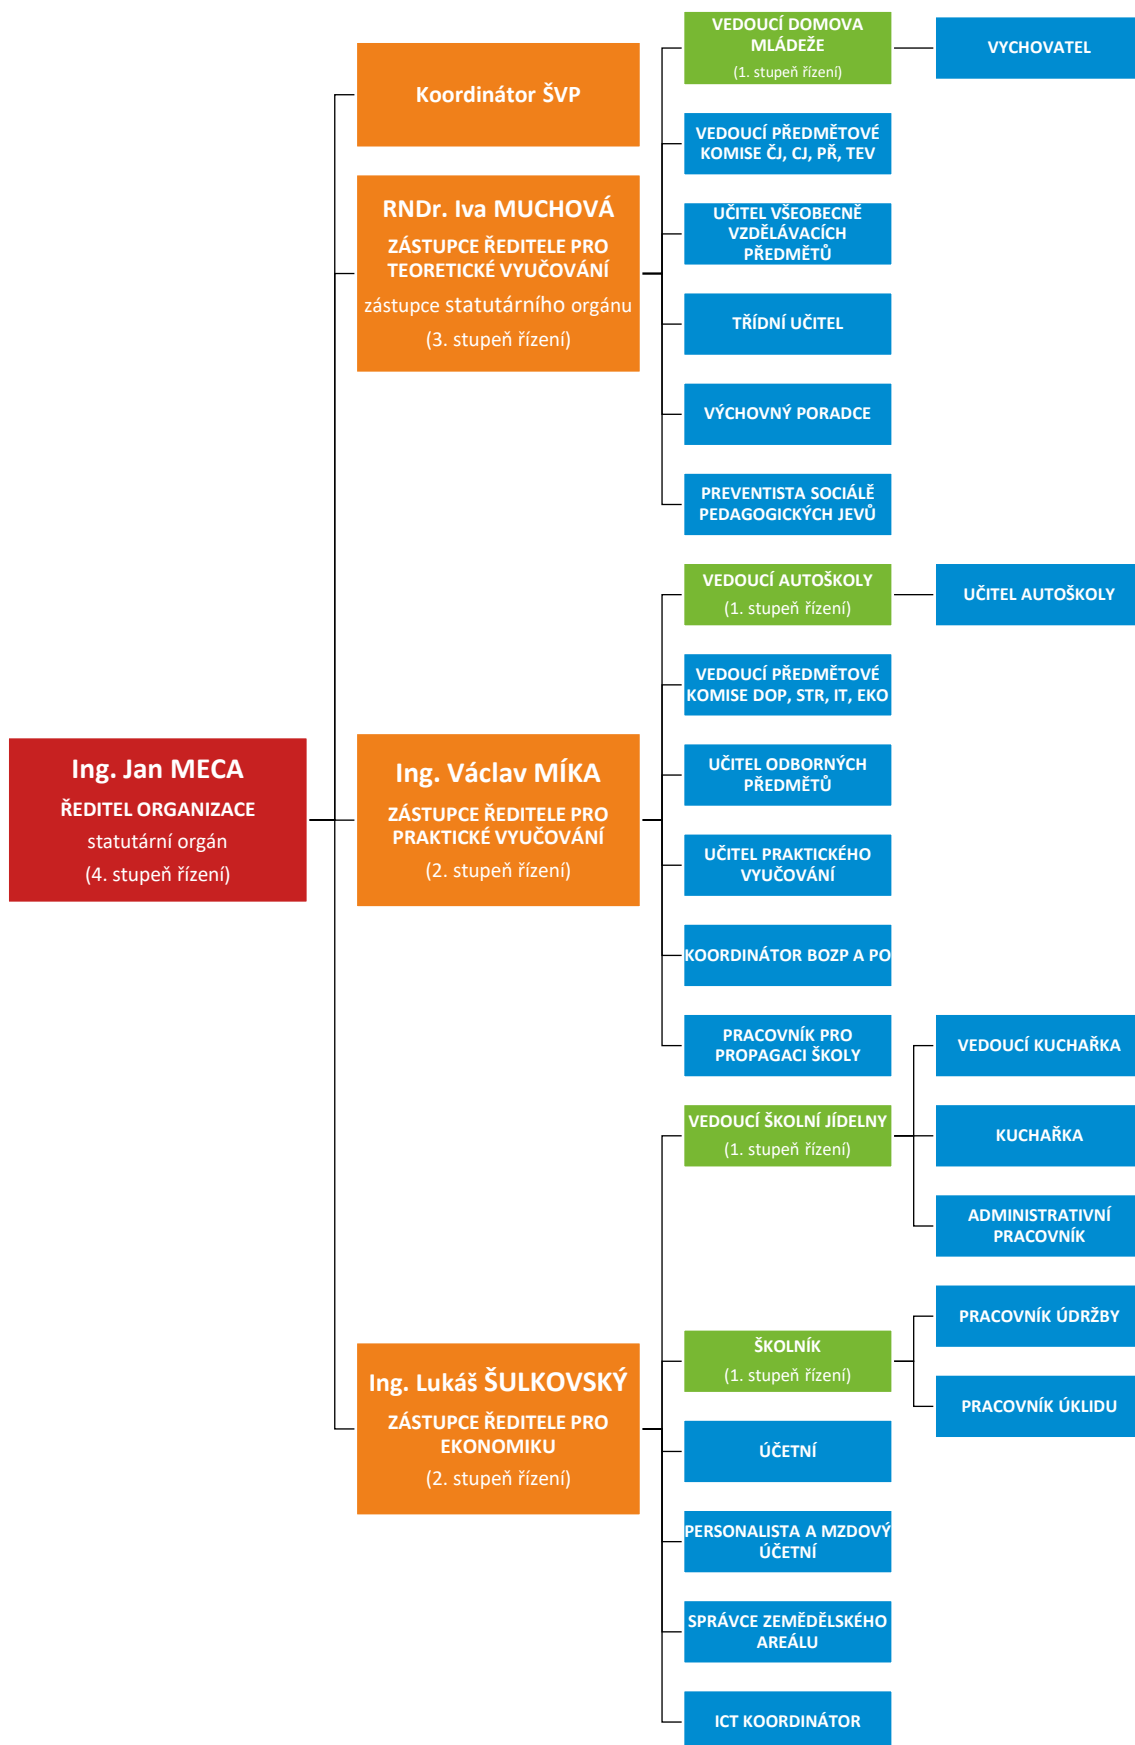 Ing. Jan MECA
ŘEDITEL ORGANIZACE
statutární orgán
(4. stupeň řízení)
Koordinátor ŠVP
RNDr. Iva MUCHOVÁ
ZÁSTUPCE ŘEDITELE PRO
TEORETICKÉ VYUČOVÁNÍ
zástupce statutárního orgánu
(3. stupeň řízení)
VEDOUCÍ DOMOVA
MLÁDEŽE
(1. stupeň řízení)
VYCHOVATEL
VEDOUCÍ PŘEDMĚTOVÉ
KOMISE ČJ, CJ, PŘ, TEV
UČITEL VŠEOBECNĚ
VZDĚLÁVACÍCH
PŘEDMĚTŮ
TŘÍDNÍ UČITEL
VÝCHOVNÝ PORADCE
PREVENTISTA SOCIÁLĚ
PEDAGOGICKÝCH JEVŮ
Ing. Václav MÍKA
ZÁSTUPCE ŘEDITELE PRO
PRAKTICKÉ VYUČOVÁNÍ
(2. stupeň řízení)
VEDOUCÍ AUTOŠKOLY
(1. stupeň řízení)
UČITEL AUTOŠKOLY
VEDOUCÍ PŘEDMĚTOVÉ
KOMISE DOP, STR, IT, EKO
UČITEL ODBORNÝCH
PŘEDMĚTŮ
UČITEL PRAKTICKÉHO
VYUČOVÁNÍ
KOORDINÁTOR BOZP A PO
PRACOVNÍK PRO
PROPAGACI ŠKOLY
Ing. Lukáš ŠULKOVSKÝ
ZÁSTUPCE ŘEDITELE PRO
EKONOMIKU
(2. stupeň řízení)
VEDOUCÍ ŠKOLNÍ JÍDELNY
(1. stupeň řízení)
VEDOUCÍ KUCHAŘKA
KUCHAŘKA
ADMINISTRATIVNÍ
PRACOVNÍK
ŠKOLNÍK
(1. stupeň řízení)
PRACOVNÍK ÚDRŽBY
PRACOVNÍK ÚKLIDU
ÚČETNÍ
PERSONALISTA A MZDOVÝ
ÚČETNÍ
SPRÁVCE ZEMĚDĚLSKÉHO
AREÁLU
ICT KOORDINÁTOR